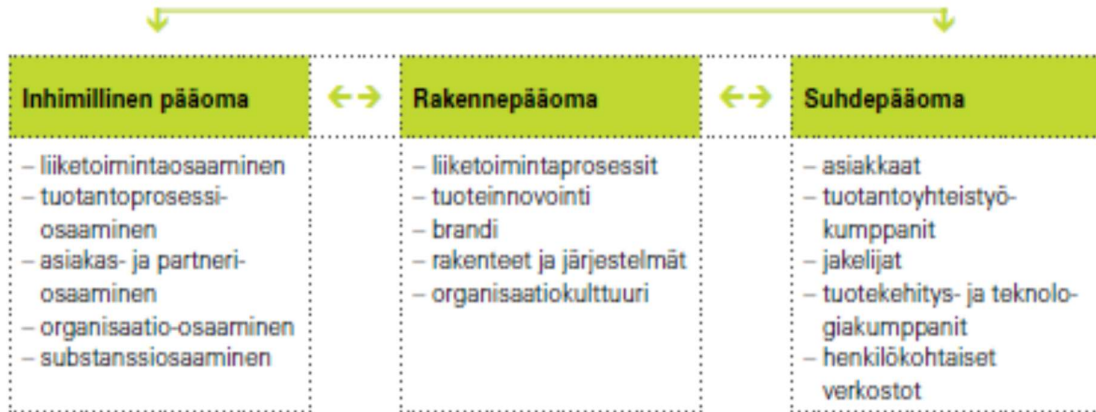 Inhimillinen pääoma
– liiketoimintaosaaminen
– tuotantoprosessi-
osaaminen
– asiakas- ja partneri-
osaaminen
– organisaatio-osaaminen
– substanssiosaaminen
Rakennepääoma
– liiketoimintaprosessit
– tuoteinnovointi
– brandi
– rakenteet ja järjestelmät
– organisaatiokulttuuri
Suhdepääoma
– asiakkaat
– tuotantoyhteistyö-
kumppanit
– jakelijat
– tuotekehitys- ja teknolo-
giakumppanit
– henkilökohtaiset
verkostot